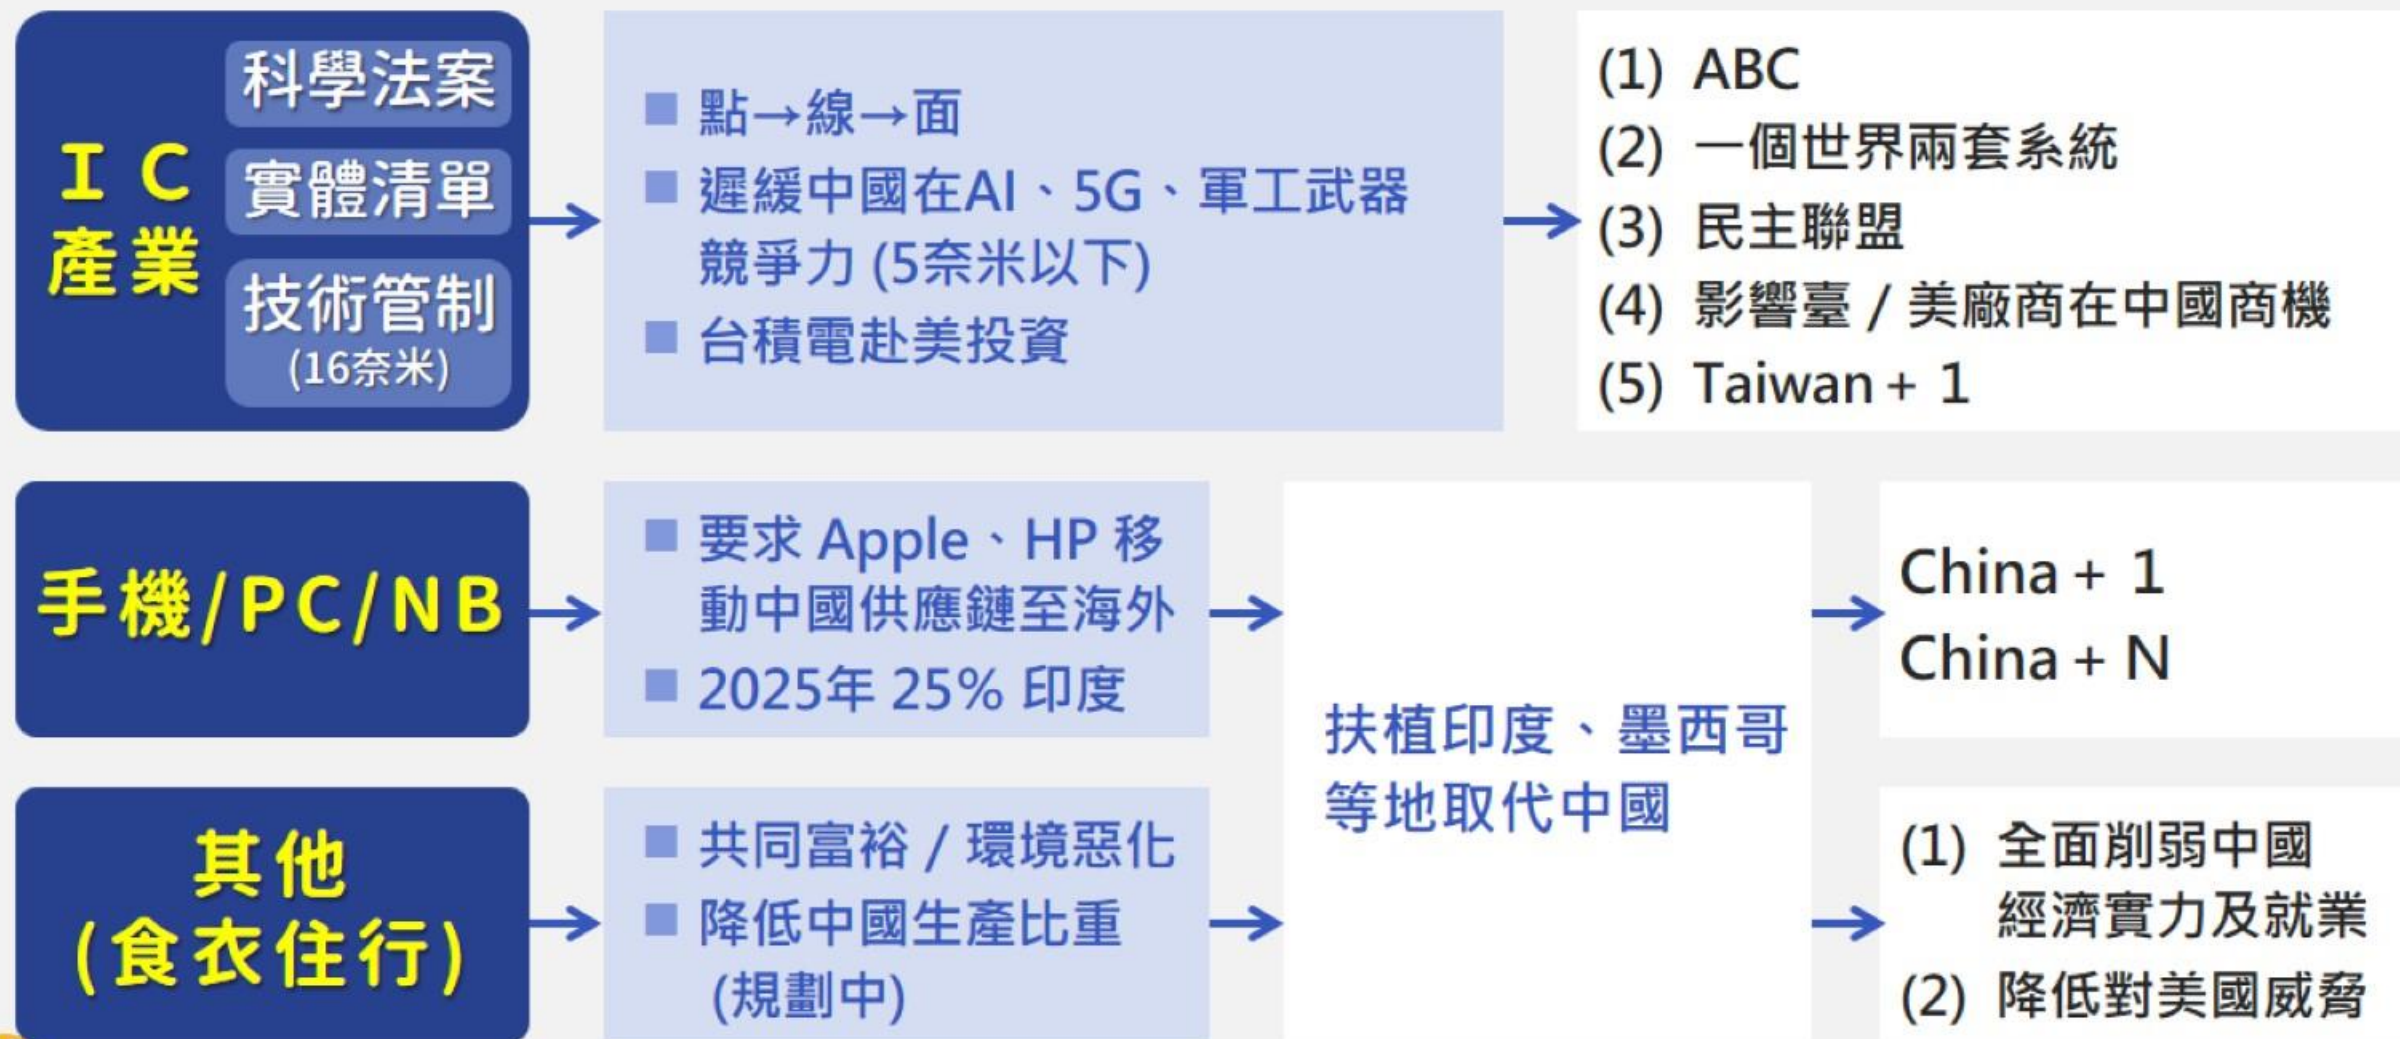 IC
產業
科學法案
實體清單
技術管制
(16奈米)
■ 點→線→面
■ 遲緩中國在AI、5G、軍工武器
競爭力 (5奈米以下)
■ 台積電赴美投資
(1) ABC
(2) 一個世界兩套系統
(3) 民主聯盟
(4) 影響臺 / 美廠商在中國商機
(5) Taiwan + 1
手機/PC/NB
■ 要求 Apple、HP 移
動中國供應鏈至海外
■ 2025年 25% 印度
其他
(食衣住行)
■ 共同富裕 / 環境惡化
■ 降低中國生產比重
(規劃中)
扶植印度、墨西哥
等地取代中國
China + 1
China + N
(1) 全面削弱中國
經濟實力及就業
(2) 降低對美國威脅